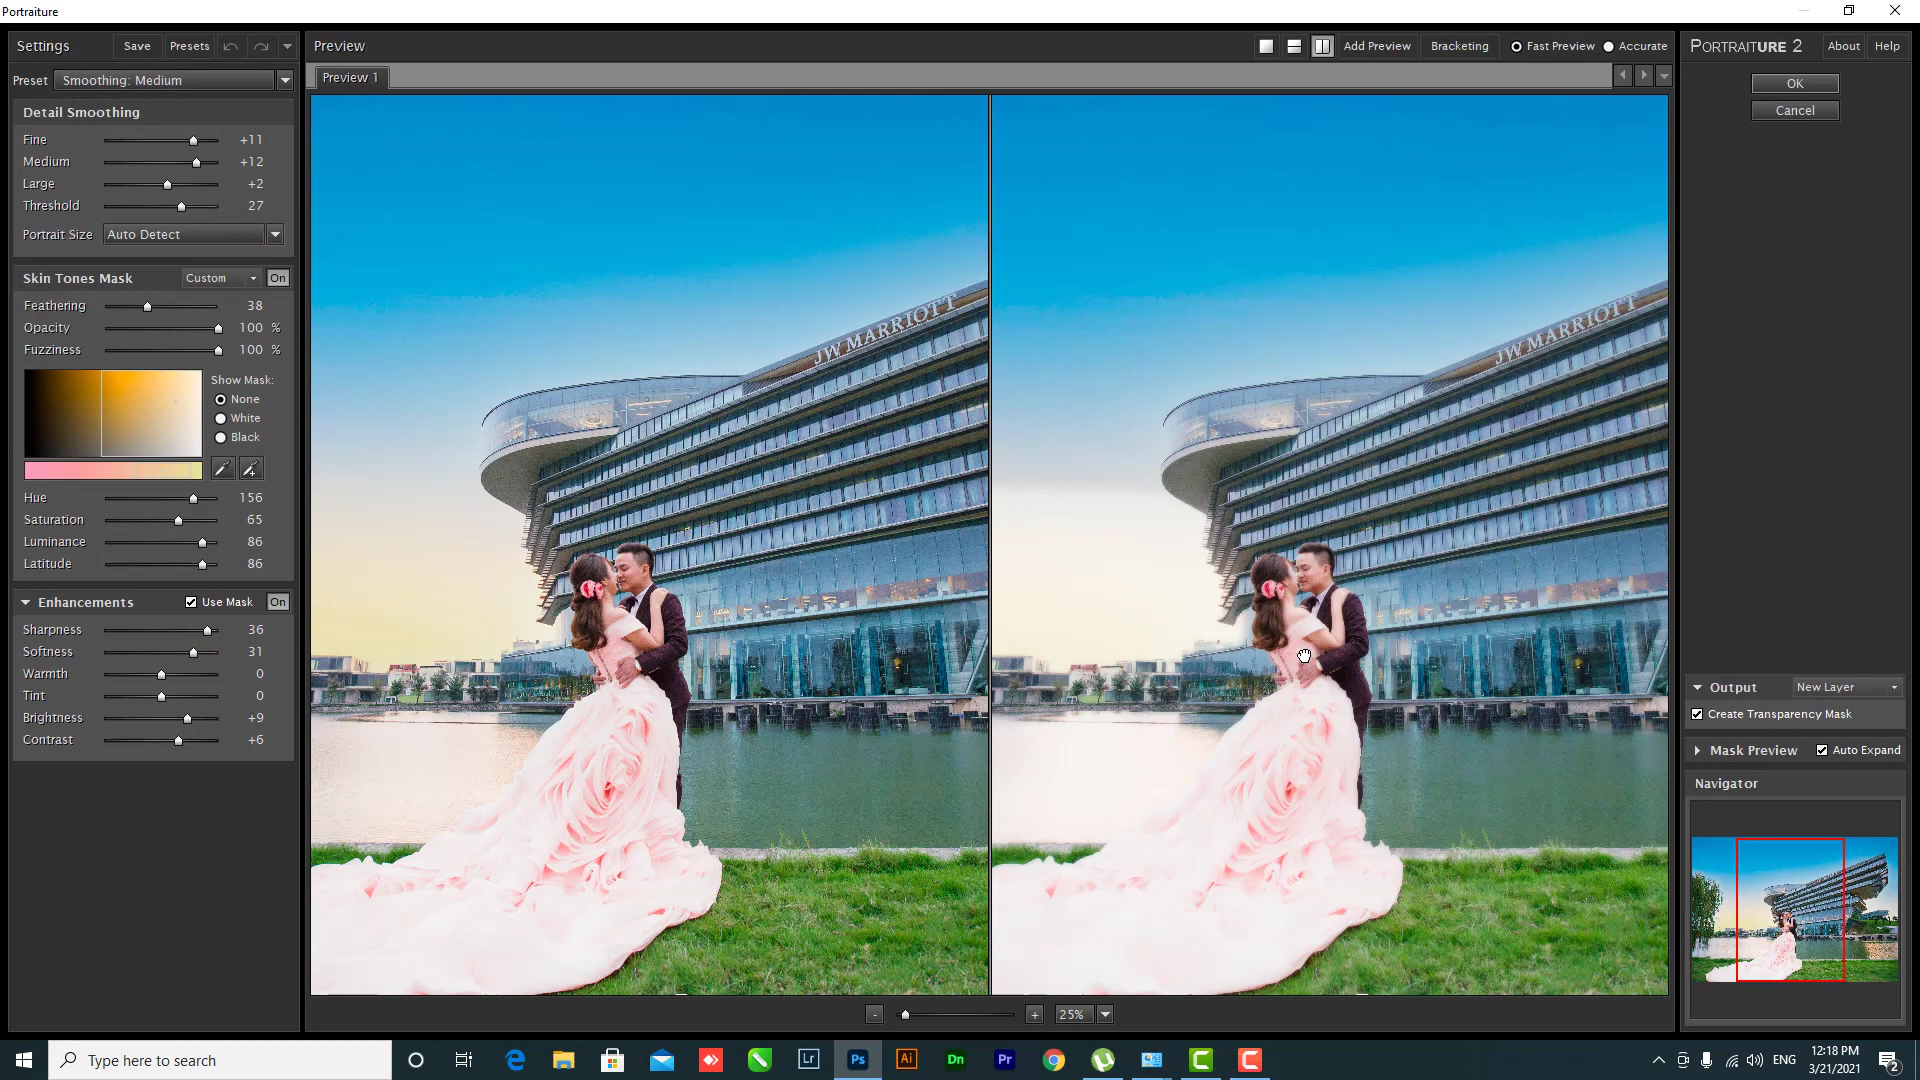 Portraiture
Settings
Save
Presets
Preview
Add Preview
Bracketing
Fast Preview
Accurate
PORTRAITURE 2
About
Help
Preset
Smoothing: Medium
Preview 1
OK
Cancel
Detail Smoothing
Fine +11
Medium +12
Large +2
Threshold 27
Portrait Size Auto Detect
Skin Tones Mask Custom On
Feathering 38
Opacity 100 %
Fuzziness 100 %
Show Mask:
None
White
Black
Hue 156
Saturation 65
Luminance 86
Latitude 86
Enhancements Use Mask On
Sharpness 36
Softness 31
Warmth 0
Tint 0
Brightness +9
Contrast +6
JW MARRIOTT
JW MARRIOTT
- + 25%
Output New Layer
Create Transparency Mask
Mask Preview Auto Expand
Navigator
Type here to search
Lr
Ps
Ai
Dn
Pr
ENG
12:18 PM
3/21/2021
2